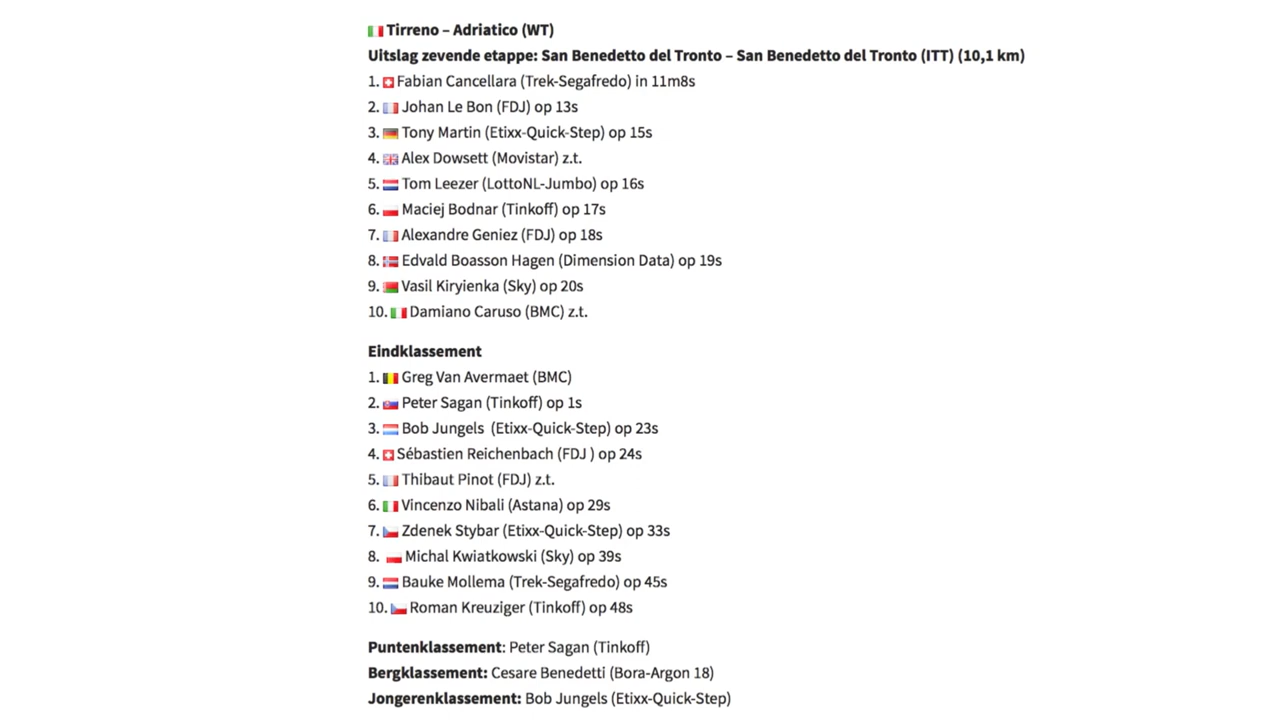 Tirreno – Adriatico (WT)
Uitslag zevende etappe: San Benedetto del Tronto – San Benedetto del Tronto (ITT) (10,1 km)
1. Fabian Cancellara (Trek-Segafredo) in 11m8s
2. Johan Le Bon (FDJ) op 13s
3. Tony Martin (Etixx-Quick-Step) op 15s
4. Alex Dowsett (Movistar) z.t.
5. Tom Leezer (LottoNL-Jumbo) op 16s
6. Maciej Bodnar (Tinkoff) op 17s
7. Alexandre Geniez (FDJ) op 18s
8. Edvald Boasson Hagen (Dimension Data) op 19s
9. Vasil Kiryienka (Sky) op 20s
10. Damiano Caruso (BMC) z.t.
Eindklassement
1. Greg Van Avermaet (BMC)
2. Peter Sagan (Tinkoff) op 1s
3. Bob Jungels (Etixx-Quick-Step) op 23s
4. Sébastien Reichenbach (FDJ ) op 24s
5. Thibaut Pinot (FDJ) z.t.
6. Vincenzo Nibali (Astana) op 29s
7. Zdenek Stybar (Etixx-Quick-Step) op 33s
8. Michal Kwiatkowski (Sky) op 39s
9. Bauke Mollema (Trek-Segafredo) op 45s
10. Roman Kreuziger (Tinkoff) op 48s
Puntenklassement: Peter Sagan (Tinkoff)
Bergklassement: Cesare Benedetti (Bora-Argon 18)
Jongerenklassement: Bob Jungels (Etixx-Quick-Step)